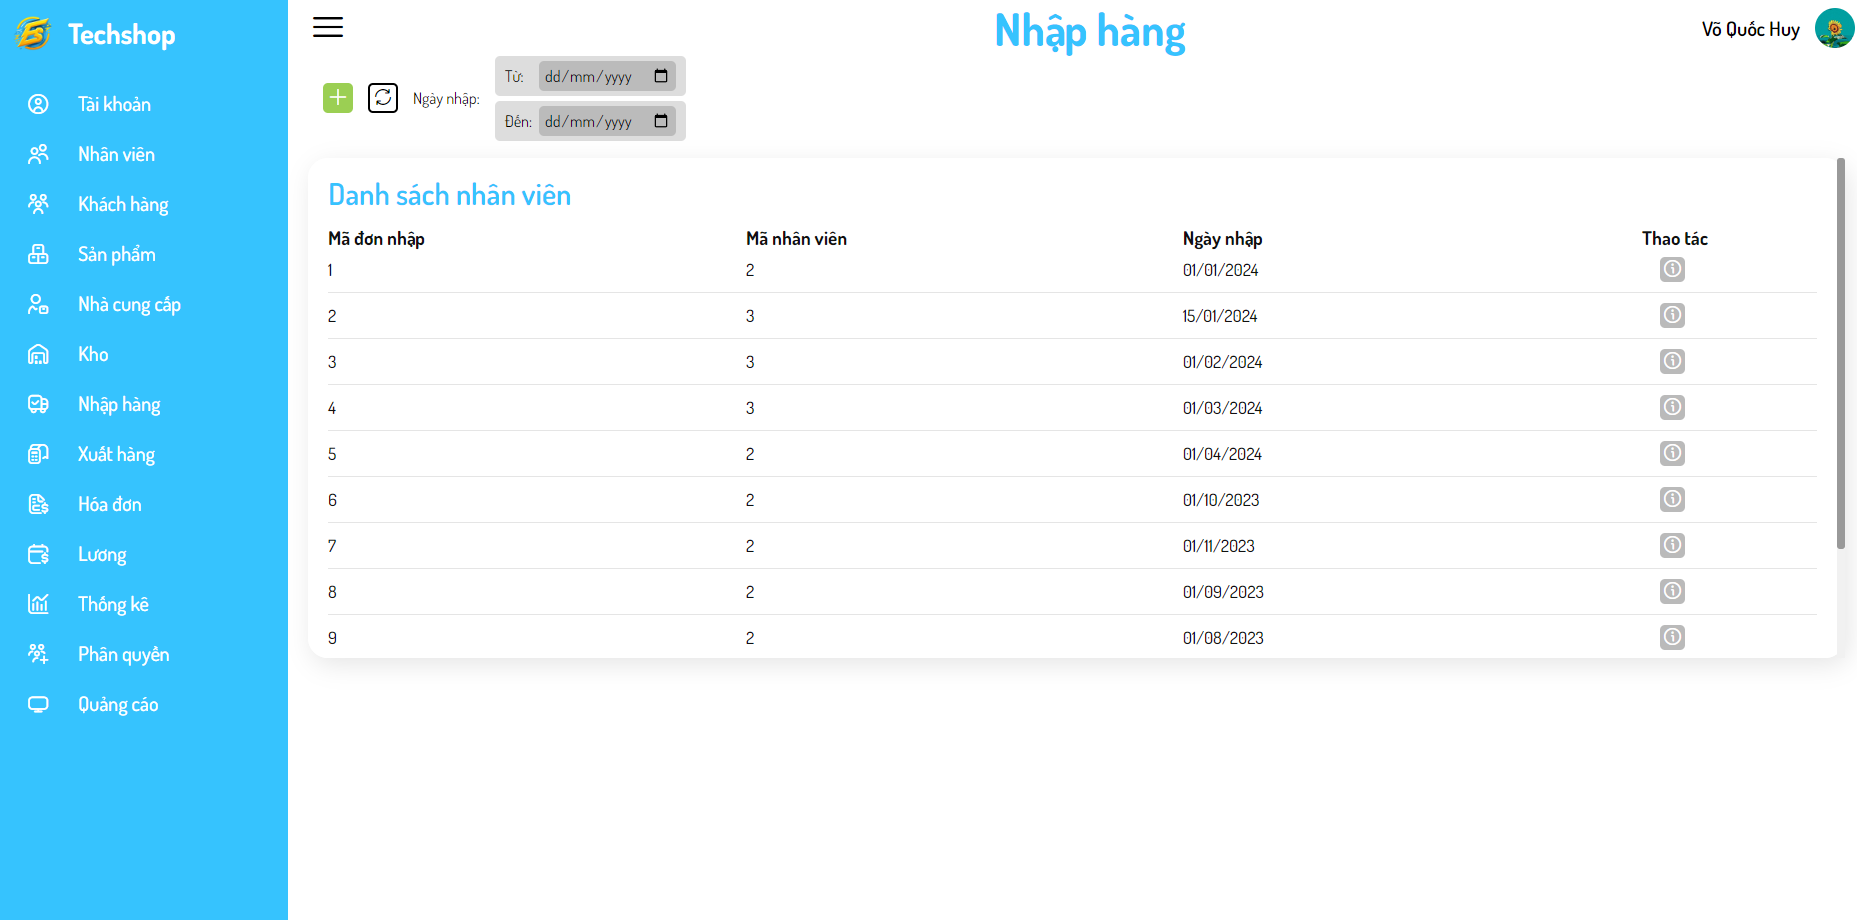 Techshop
Tài khoản
Nhân viên
Khách hàng
Sản phẩm
Nhà cung cấp
Kho
Nhập hàng
Xuất hàng
Hóa đơn
Lương
Thống kê
Phân quyền
Quảng cáo
Nhập hàng
Võ Quốc Huy
Ngày nhập:
Từ: dd/mm/yyyy
Đến: dd/mm/yyyy
Danh sách nhân viên
Mã đơn nhập Mã nhân viên Ngày nhập Thao tác
1 2 01/01/2024
2 3 15/01/2024
3 3 01/02/2024
4 3 01/03/2024
5 2 01/04/2024
6 2 01/10/2023
7 2 01/11/2023
8 2 01/09/2023
9 2 01/08/2023